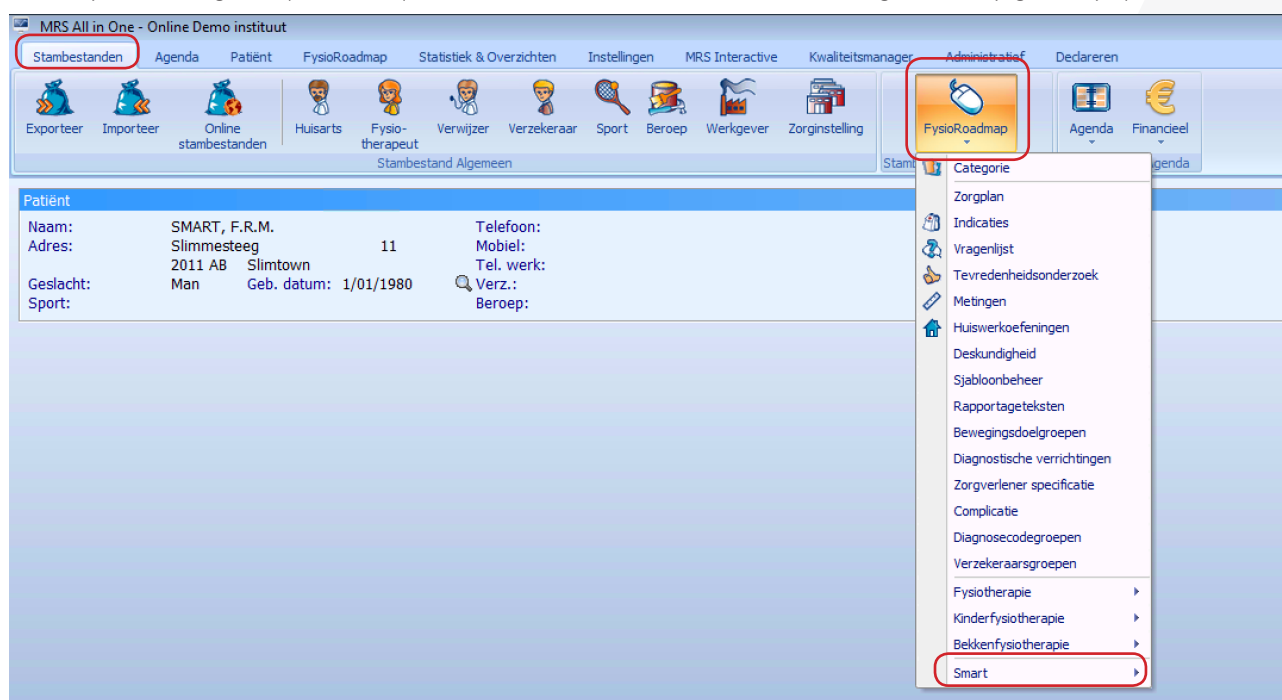 MRS All in One - Online Demo instituut
Stambestanden Agenda Patiënt FysioRoadmap Statistiek & Overzichten Instellingen MRS Interactive Kwaliteitsmanager Administratief Declareren
Exporteer Importeer Online stambestanden Huisarts Fysio-therapeut Verwijzer Verzekeraar Sport Beroep Werkgever Zorginstelling FysioRoadmap Agenda Financieel
Stambestand Algemeen Stam genda
Patiënt
Naam: SMART, F.R.M. Telefoon:
Adres: Slimmesteeg 11 Mobiel:
2011 AB Slimtown Tel. werk:
Geslacht: Man Geb. datum: 1/01/1980 Verz.:
Sport: Beroep:
Categorie
Zorgplan
Indicaties
Vragenlijst
Tevredenheidsonderzoek
Metingen
Huiswerkoefeningen
Deskundigheid
Sjabloonbeheer
Rapportageteksten
Bewegingsdoelgroepen
Diagnostische verrichtingen
Zorgverlener specificatie
Complicatie
Diagnosecodegroepen
Verzekeraarsgroepen
Fysiotherapie
Kinderfysiotherapie
Bekkenfysiotherapie
Smart